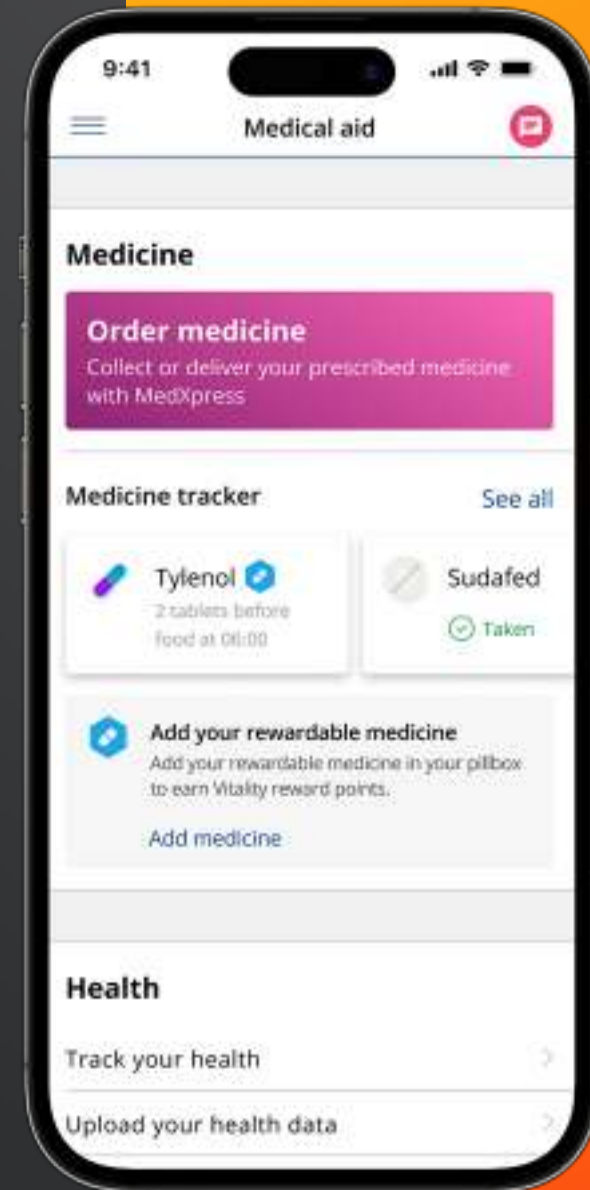 9:41
Medical aid
Medicine
Order medicine
Collect or deliver your prescribed medicine
with MedXpress
Medicine tracker
See all
Tylenol
2 tablets before
food at 06:00
Sudafed
Taken
Add your rewardable medicine
Add your rewardable medicine in your pillbox
to earn Vitality reward points.
Add medicine
Health
Track your health
Upload your health data